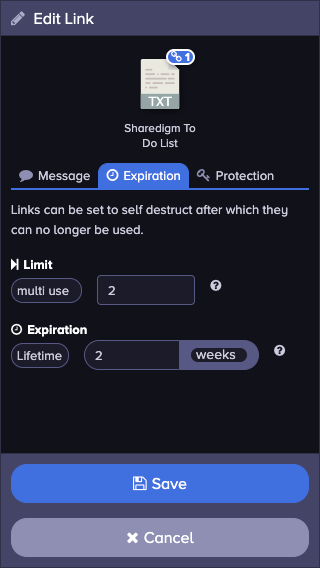 Edit Link
1
TXT
Sharedigm To
Do List
Message Expiration Protection
Links can be set to self destruct after which they
can no longer be used.
Limit
multi use 2 ?
Expiration
Lifetime 2 weeks ?
Save
Cancel